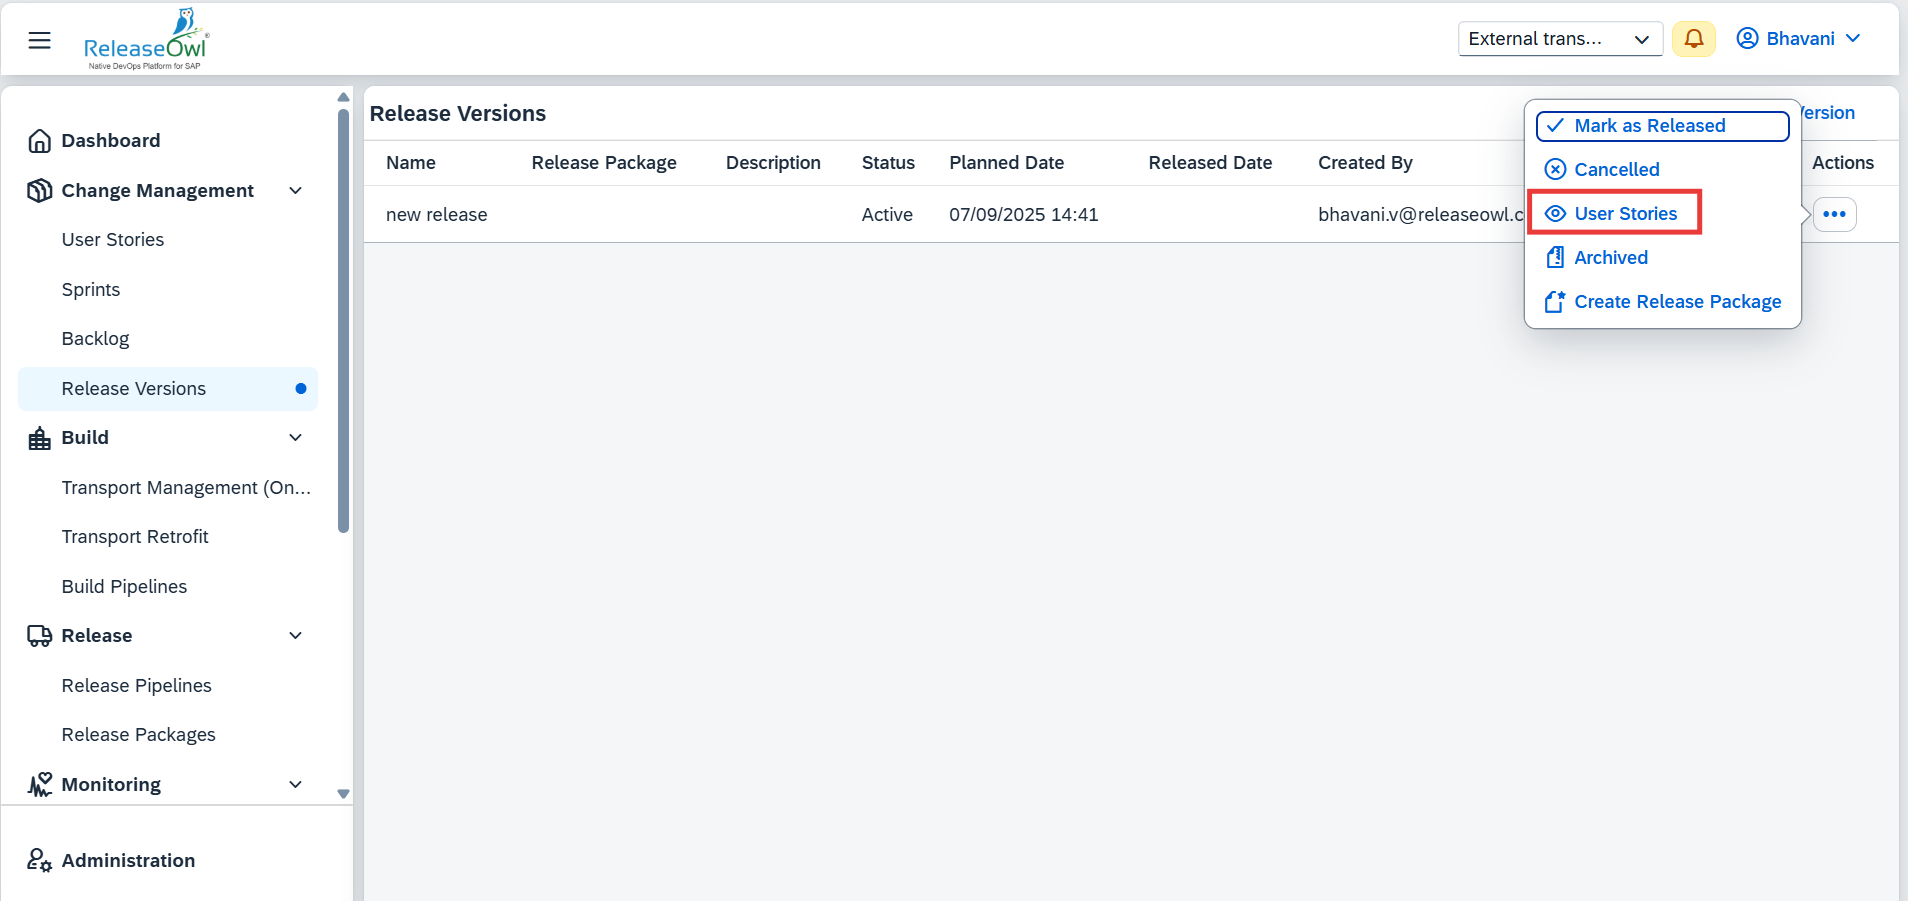 ReleaseOwl®
Native DevOps Platform for SAP
External trans...
Bhavani
Dashboard
Change Management
User Stories
Sprints
Backlog
Release Versions
Build
Transport Management (On...
Transport Retrofit
Build Pipelines
Release
Release Pipelines
Release Packages
Monitoring
Administration
Release Versions
Name Release Package Description Status Planned Date Released Date Created By Actions
new release Active 07/09/2025 14:41 bhavani.v@releaseowl.c
Mark as Released
Cancelled
User Stories
Archived
Create Release Package